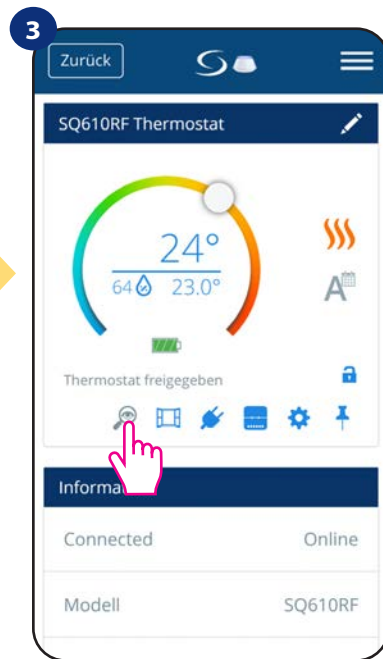 3
Zurück
SQ610RF Thermostat
24°
64 23.0°
A
Thermostat freigegeben
Connected Online
Modell SQ610RF